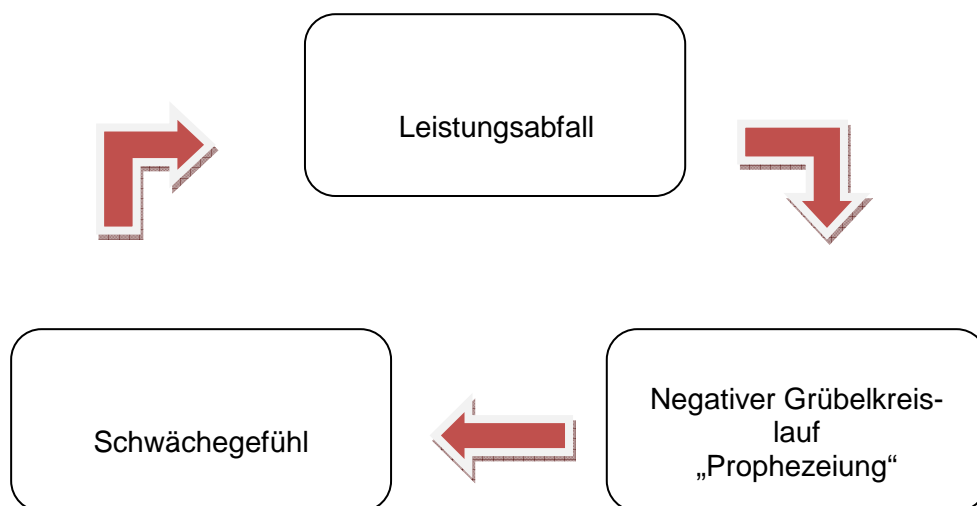 Leistungsabfall
Schwächegefühl
Negativer Grübelkreis-
lauf
„Prophezeiung“